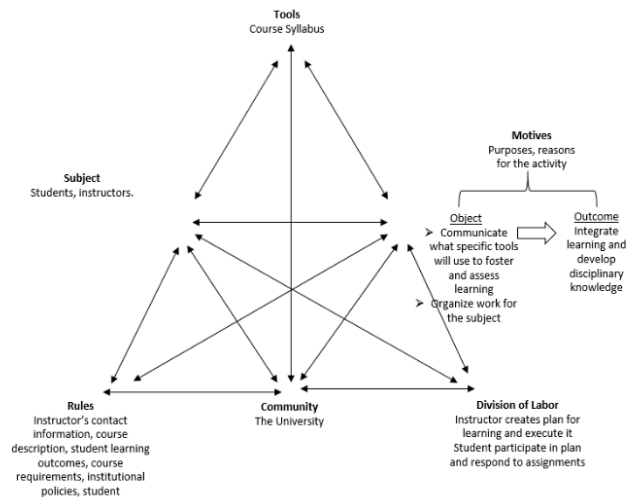 Tools
Course Syllabus
Motives
Purposes, reasons
for the activity
Subject
Students, instructors.
Object
➢ Communicate
what specific tools
will use to foster
and assess
learning
➢ Organize work for
the subject
Outcome
Integrate
learning and
develop
disciplinary
knowledge
Rules
Instructor's contact
information, course
description, student learning
outcomes, course
requirements, institutional
policies, student
Community
The University
Division of Labor
Instructor creates plan for
learning and execute it
Student participate in plan
and respond to assignments